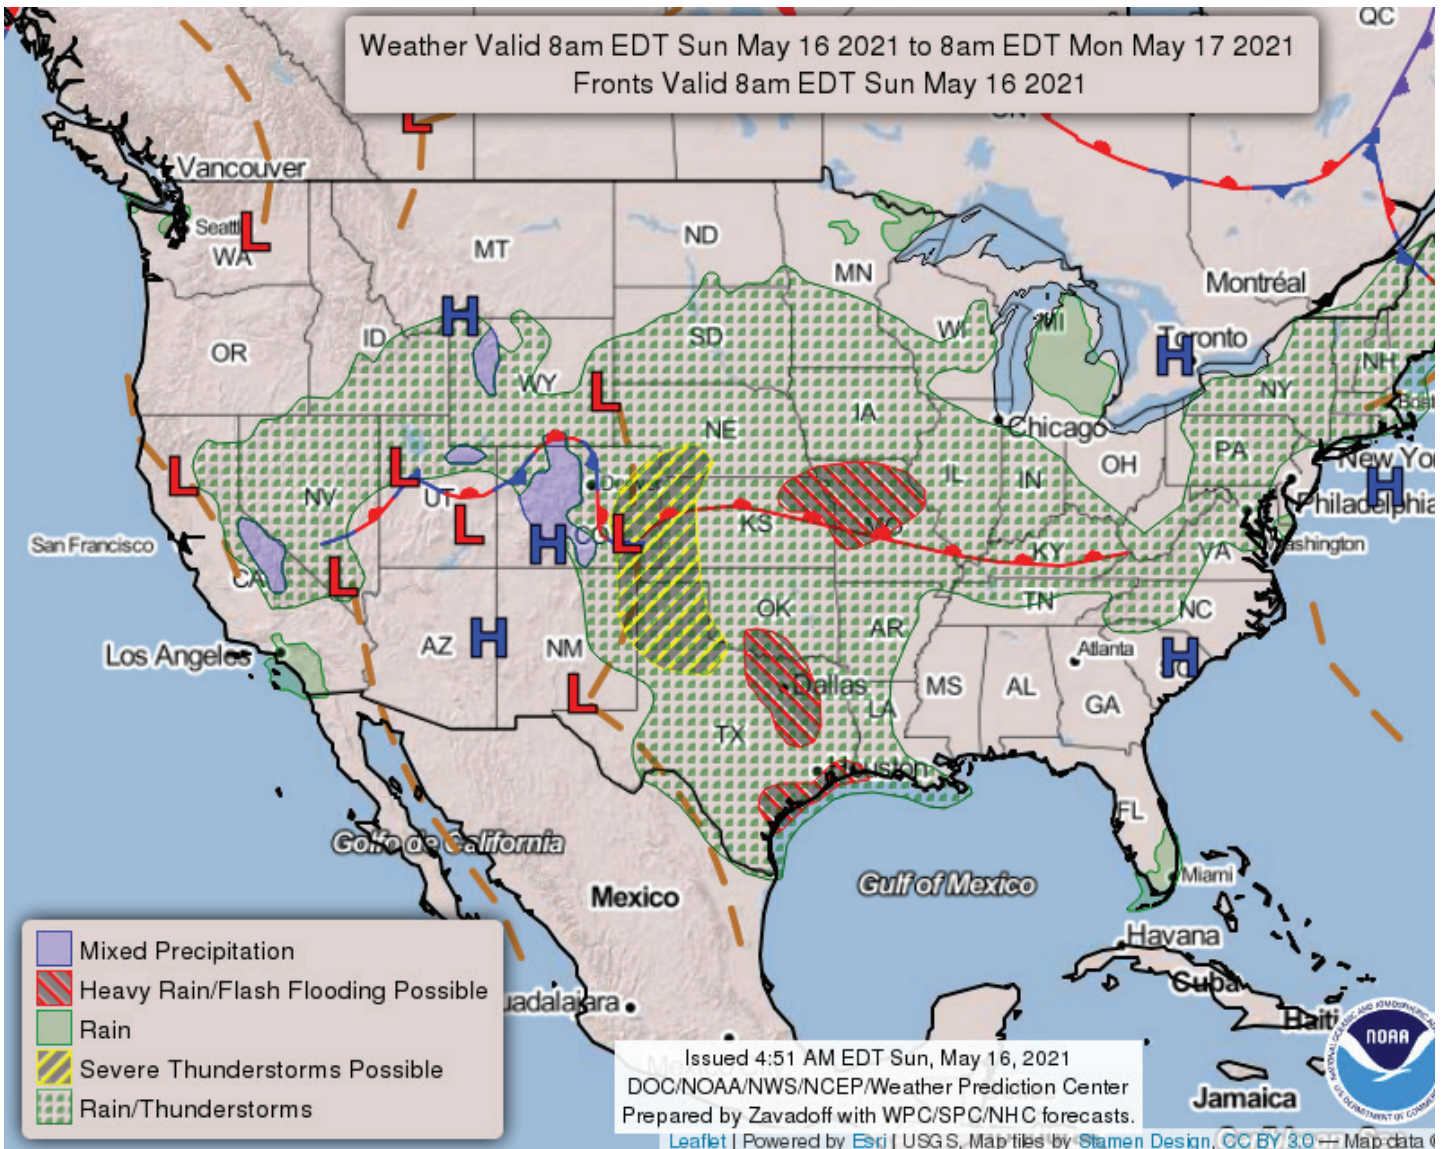 QC
Weather Valid 8am EDT Sun May 16 2021 to 8am EDT Mon May 17 2021
Fronts Valid 8am EDT Sun May 16 2021
L
Vancouver
Seattl
L
WA
MT
ND
MN
Montréal
H
ID
OR
SD
WI
MI
Toronto
H
NH
WY
L
NY
IA
NE
Chicago
PA
OH
New Yo
L
L
NV
UT
IL
IN
H
Philadelphia
L
KS
MO
San Francisco
H
CO
L
KY
VA
ashington
CA
L
TN
NC
OK
AR
Los Angeles
AZ
H
NM
Atlanta
H
SC
L
Dallas
MS
AL
GA
LA
TX
Houston
FL
Golfo de California
Miami
Gulf of Mexico
Mexico
Havana
Cuba
Haiti
uadalajara
Mixed Precipitation
Heavy Rain/Flash Flooding Possible
Rain
Severe Thunderstorms Possible
Rain/Thunderstorms
NOAA
Jamaica
Issued 4:51 AM EDT Sun, May 16, 2021
DOC/NOAA/NWS/NCEP/Weather Prediction Center
Prepared by Zavadoff with WPC/SPC/NHC forecasts.
Leaflet | Powered by Esri | USGS, Map tiles by Stamen Design, CC BY 3.0 — Map data ©